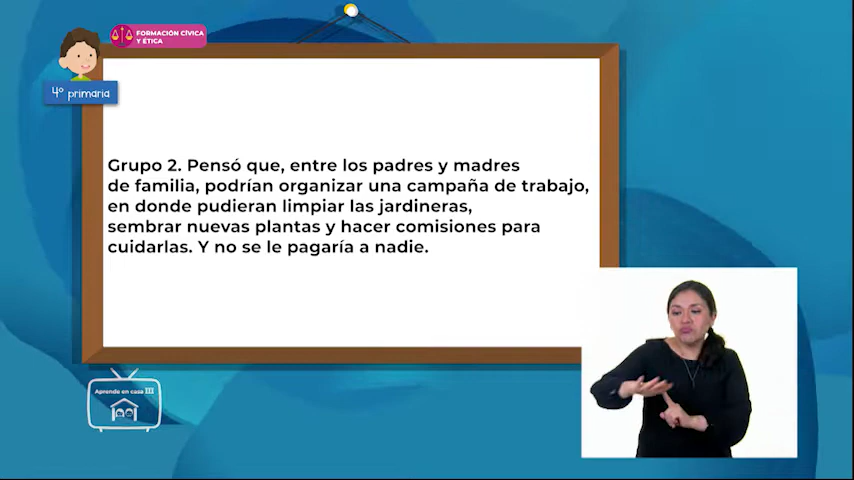 FORMACIÓN CÍVICA
Y ÉTICA
4º primaria
Grupo 2. Pensó que, entre los padres y madres
de familia, podrían organizar una campaña de trabajo,
en donde pudieran limpiar las jardineras,
sembrar nuevas plantas y hacer comisiones para
cuidarlas. Y no se le pagaría a nadie.
Aprende en casa III